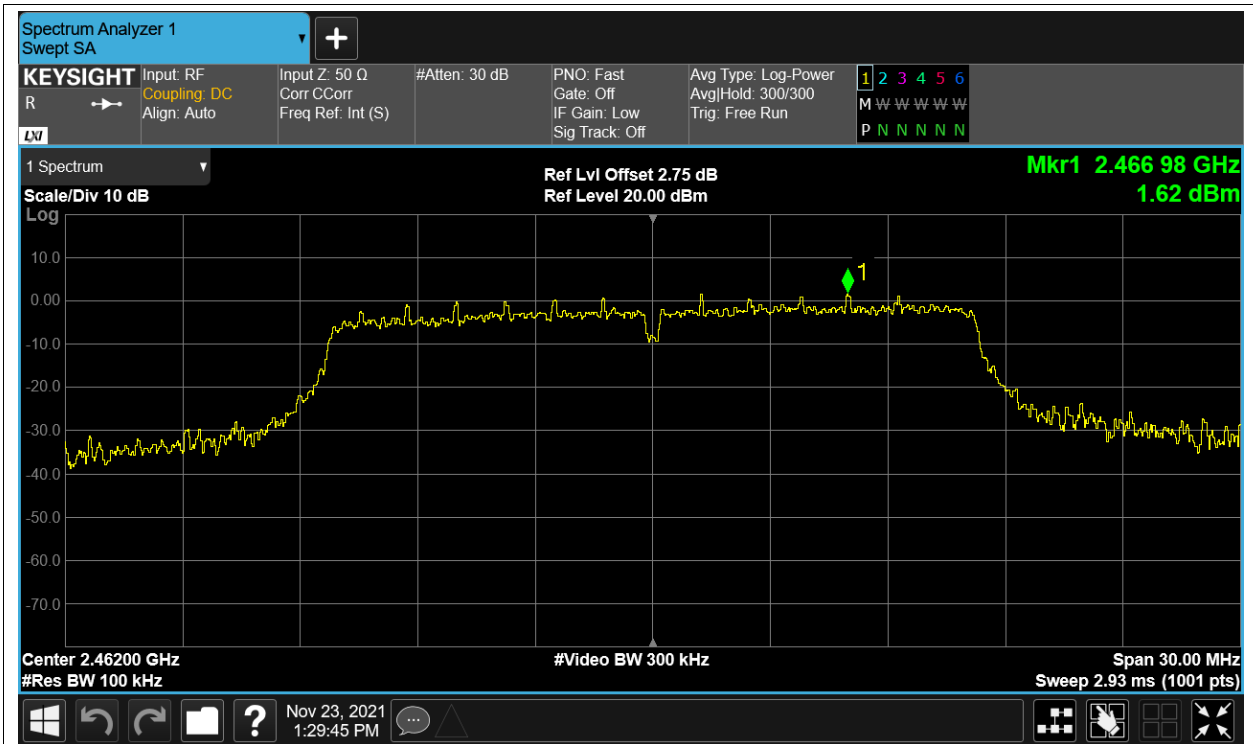 Spectrum Analyzer 1
Swept SA
KEYSIGHT
R
LXI
Input: RF
Coupling: DC
Align: Auto
Input Z: 50 Ω
Corr CCorr
Freq Ref: Int (S)
#Atten: 30 dB
PNO: Fast
Gate: Off
IF Gain: Low
Sig Track: Off
Avg Type: Log-Power
Avg|Hold: 300/300
Trig: Free Run
1 2 3 4 5 6
M W W W W W W
P N N N N N N
1 Spectrum
Scale/Div 10 dB
Log
Ref Lvl Offset 2.75 dB
Ref Level 20.00 dBm
Mkr1 2.466 98 GHz
1.62 dBm
10.0
0.00
-10.0
-20.0
-30.0
-40.0
-50.0
-60.0
-70.0
1
Center 2.46200 GHz
#Res BW 100 kHz
#Video BW 300 kHz
Span 30.00 MHz
Sweep 2.93 ms (1001 pts)
?
Nov 23, 2021
1:29:45 PM